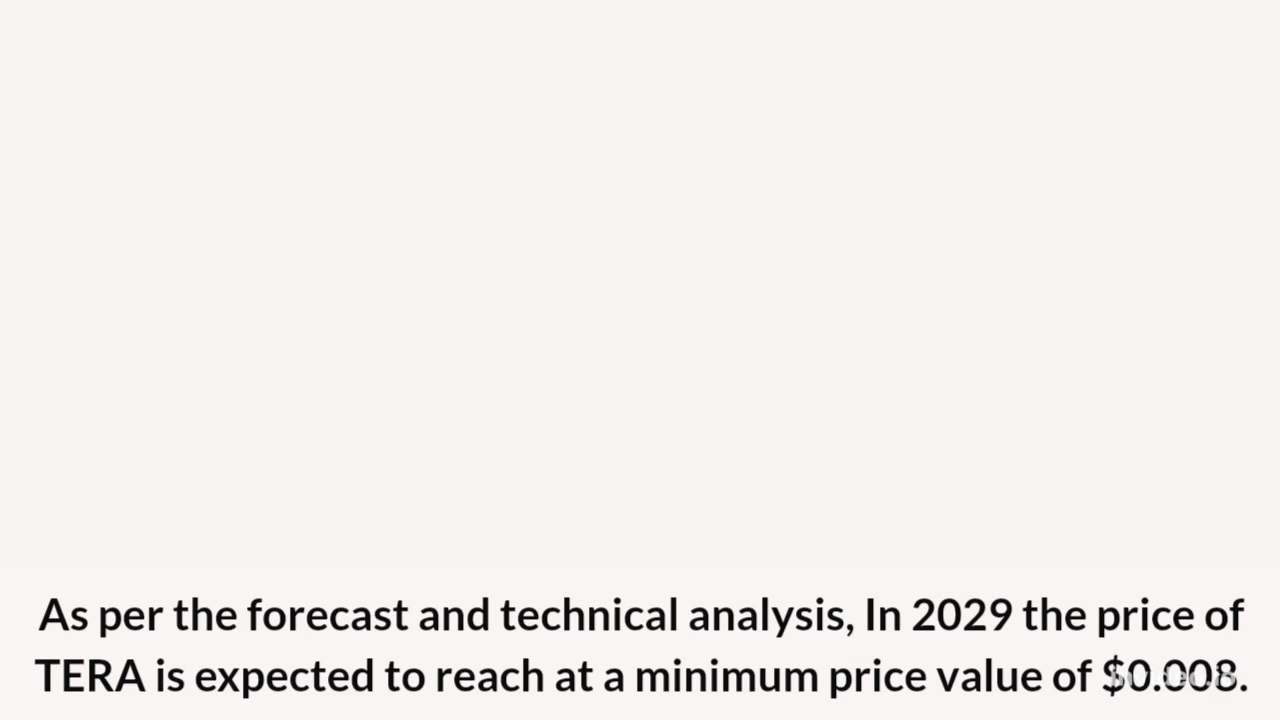 As per the forecast and technical analysis, In 2029 the price of
TERA is expected to reach at a minimum price value of $0.008.